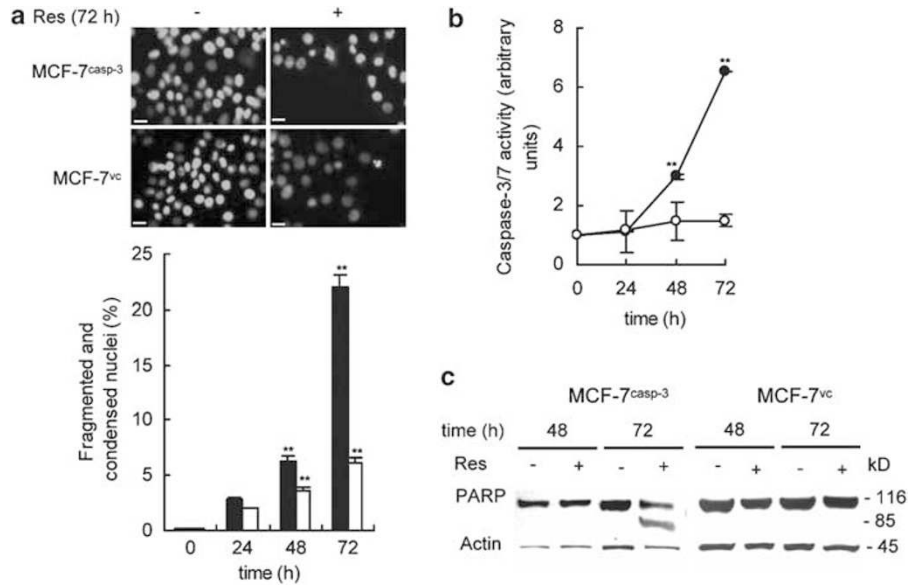 a Res (72 h) - +
MCF-7casp-3
MCF-7vc
Fragmented and condensed nuclei (%)
25
20
15
10
5
0
** ** ** **
0 24 48 72
time (h)
b
Caspase-3/7 activity (arbitrary units)
8
6
4
2
0
** **
0 24 48 72
time (h)
c
MCF-7casp-3 MCF-7vc
time (h) 48 72 48 72
Res - + - + - + - + kD
PARP - 116
- 85
Actin - 45